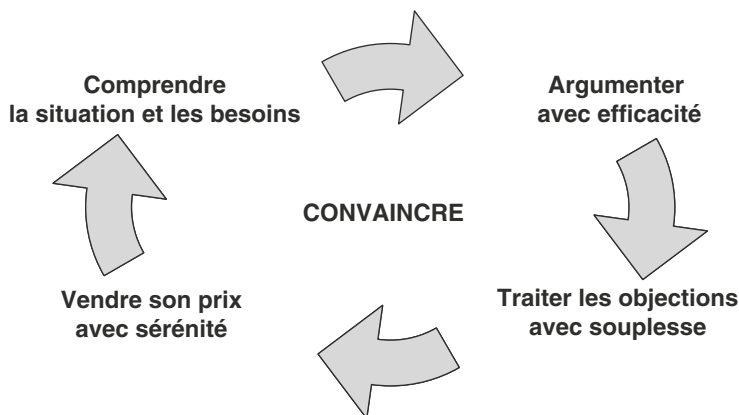 Comprendre
la situation et les besoins
Argumenter
avec efficacité
CONVAINCRE
Vendre son prix
avec sérénité
Traiter les objections
avec souplesse